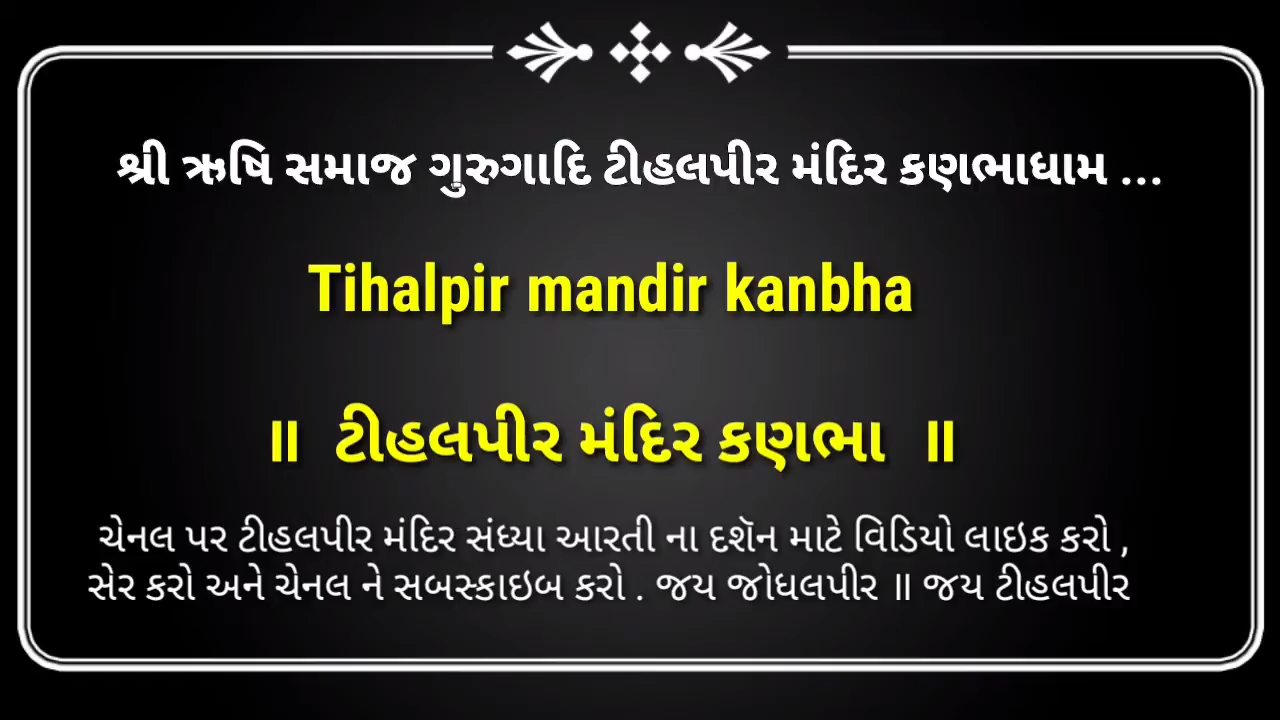 શ્રી ઋષિ સમાજ ગુરુગાદિ ટીહલપીર મંદિર કણભાધામ ...
Tihalpir mandir kanbha
॥ ટીહલપીર મંદિર કણભા ॥
ચેનલ પર ટીહલપીર મંદિર સંધ્યા આરતી ના દર્શૅન માટે વિડિયો લાઇક કરો ,
સેર કરો અને ચેનલ ને સબસ્કાઇબ કરો . જય જોધલપીર ॥ જય ટીહલપીર